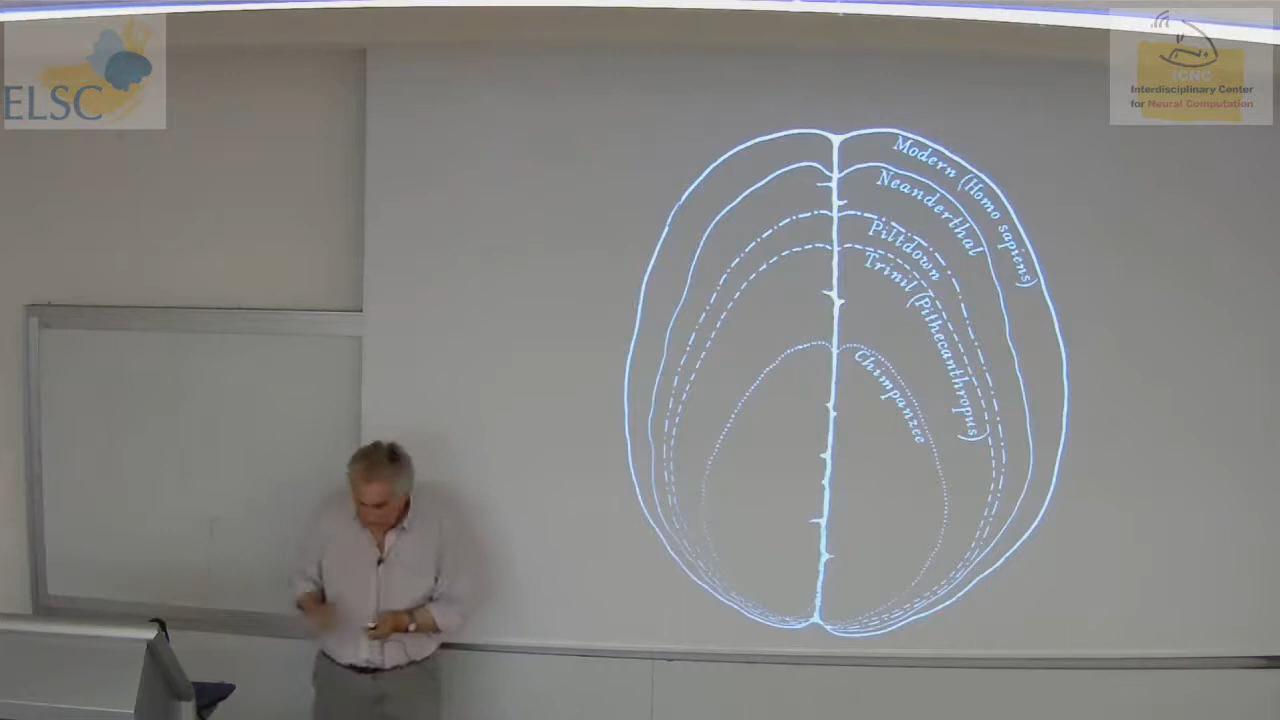 ELSC
ICNC
Interdisciplinary Center
for Neural Computation
Modern (Homo sapiens)
Neanderthal
Piltdown
Trinil (Pithecanthropus)
Chimpanzee